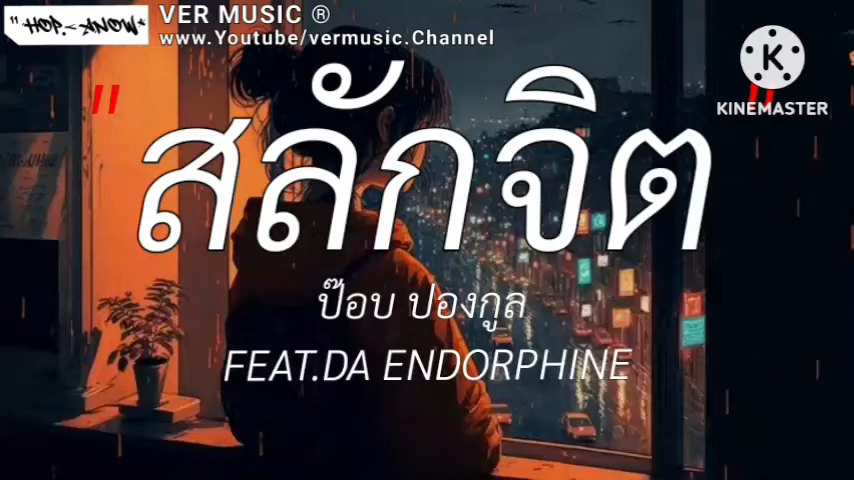 "HOP.<ANOW*
VER MUSIC ®
www.Youtube/vermusic.Channel
K
KINEMASTER
"สลักจิต"
ป๊อบ ปองกูล
FEAT.DA ENDORPHINE